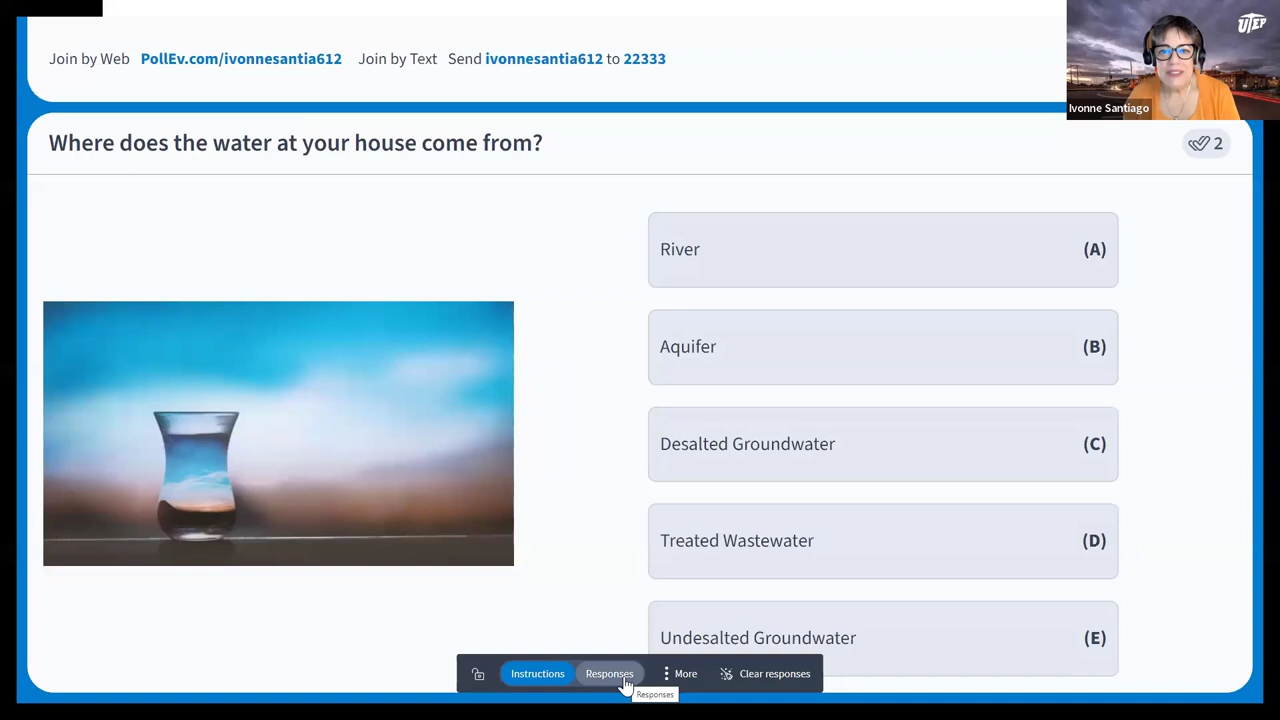 Join by Web PollEv.com/ivonnesantia612 Join by Text Send ivonnesantia612 to 22333
UTEP
Ivonne Santiago
Where does the water at your house come from?
2
River (A)
Aquifer (B)
Desalted Groundwater (C)
Treated Wastewater (D)
Undesalted Groundwater (E)
Instructions Responses More Clear responses
Responses